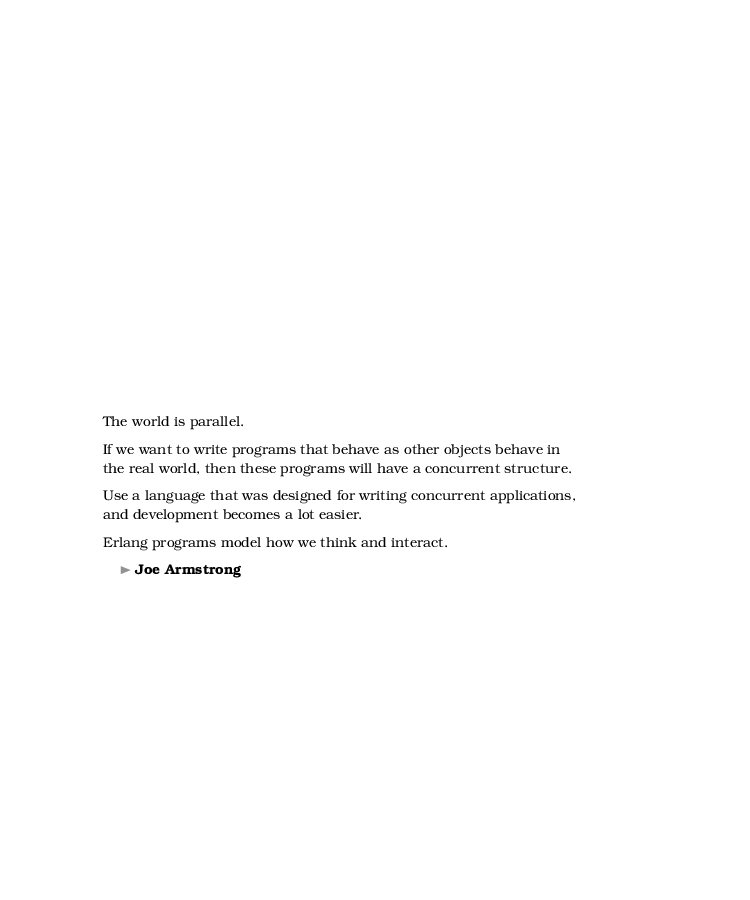 The world is parallel.
If we want to write programs that behave as other objects behave in
the real world, then these programs will have a concurrent structure.
Use a language that was designed for writing concurrent applications,
and development becomes a lot easier.
Erlang programs model how we think and interact.
► Joe Armstrong